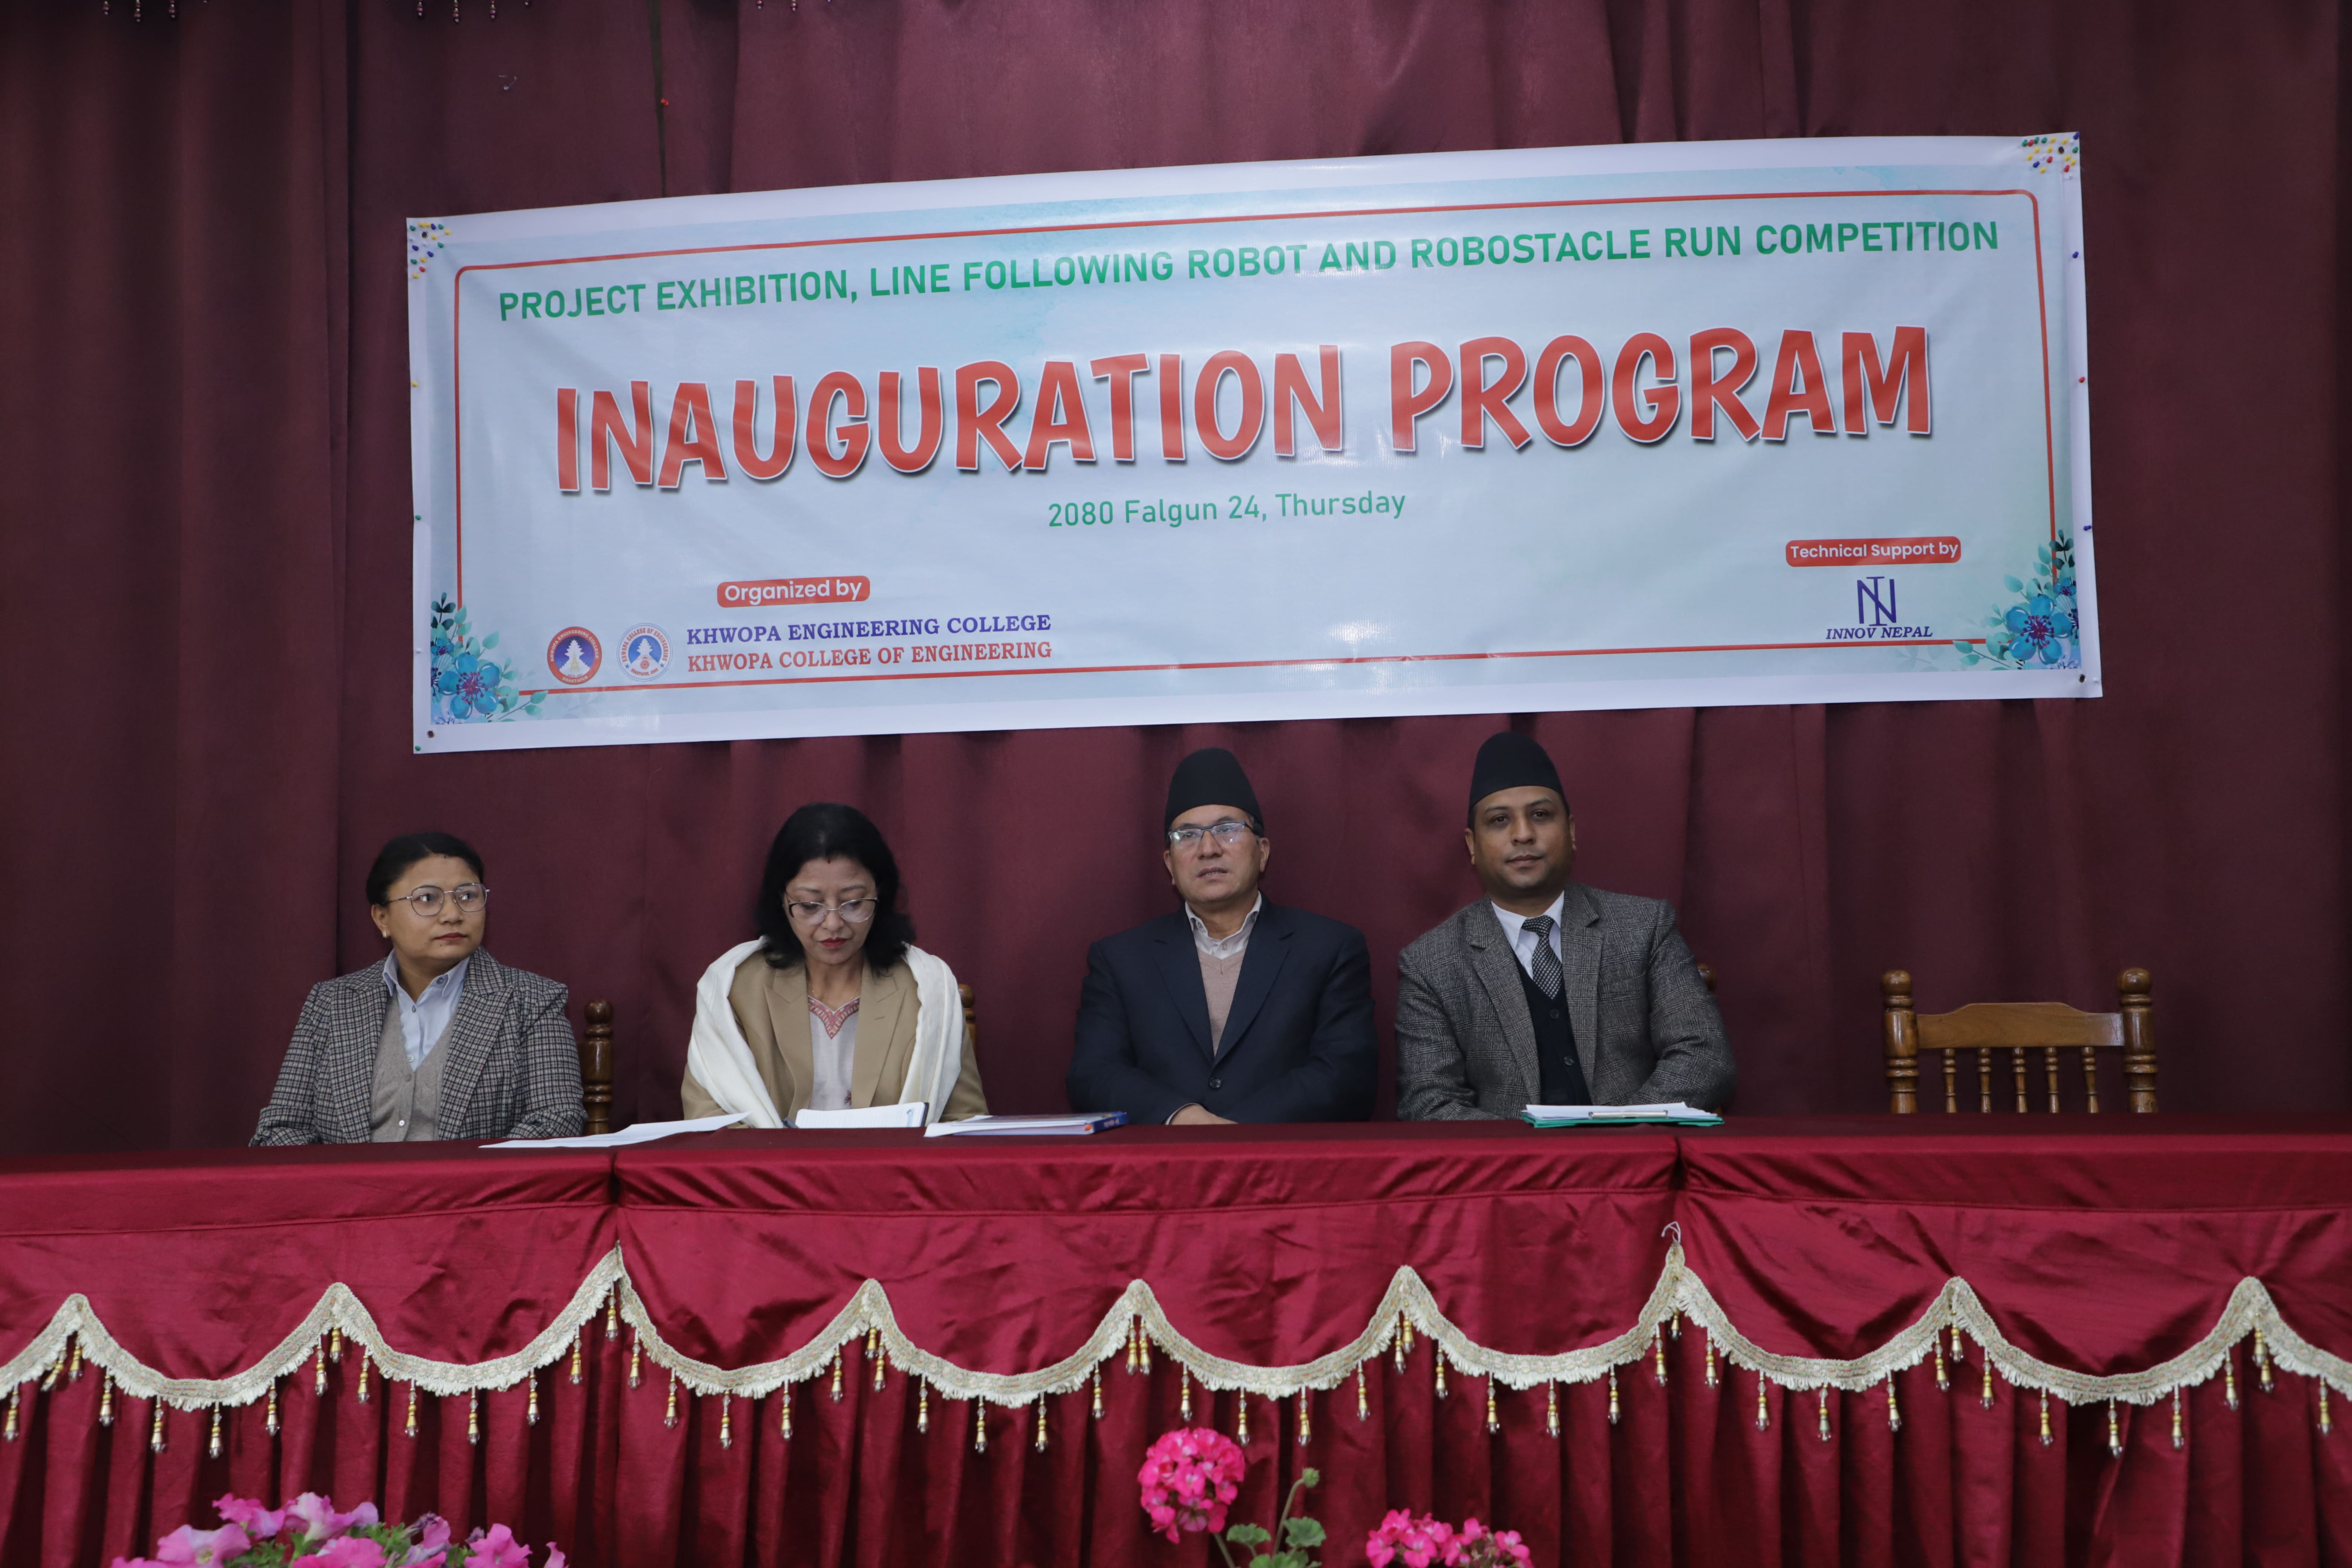 PROJECT EXHIBITION, LINE FOLLOWING ROBOT AND ROBOSTACLE RUN COMPETITION
INAUGURATION PROGRAM
2080 Falgun 24, Thursday
Organized by
KHWOPA ENGINEERING COLLEGE
KHWOPA COLLEGE OF ENGINEERING
Technical Support by
IN
INNOV NEPAL